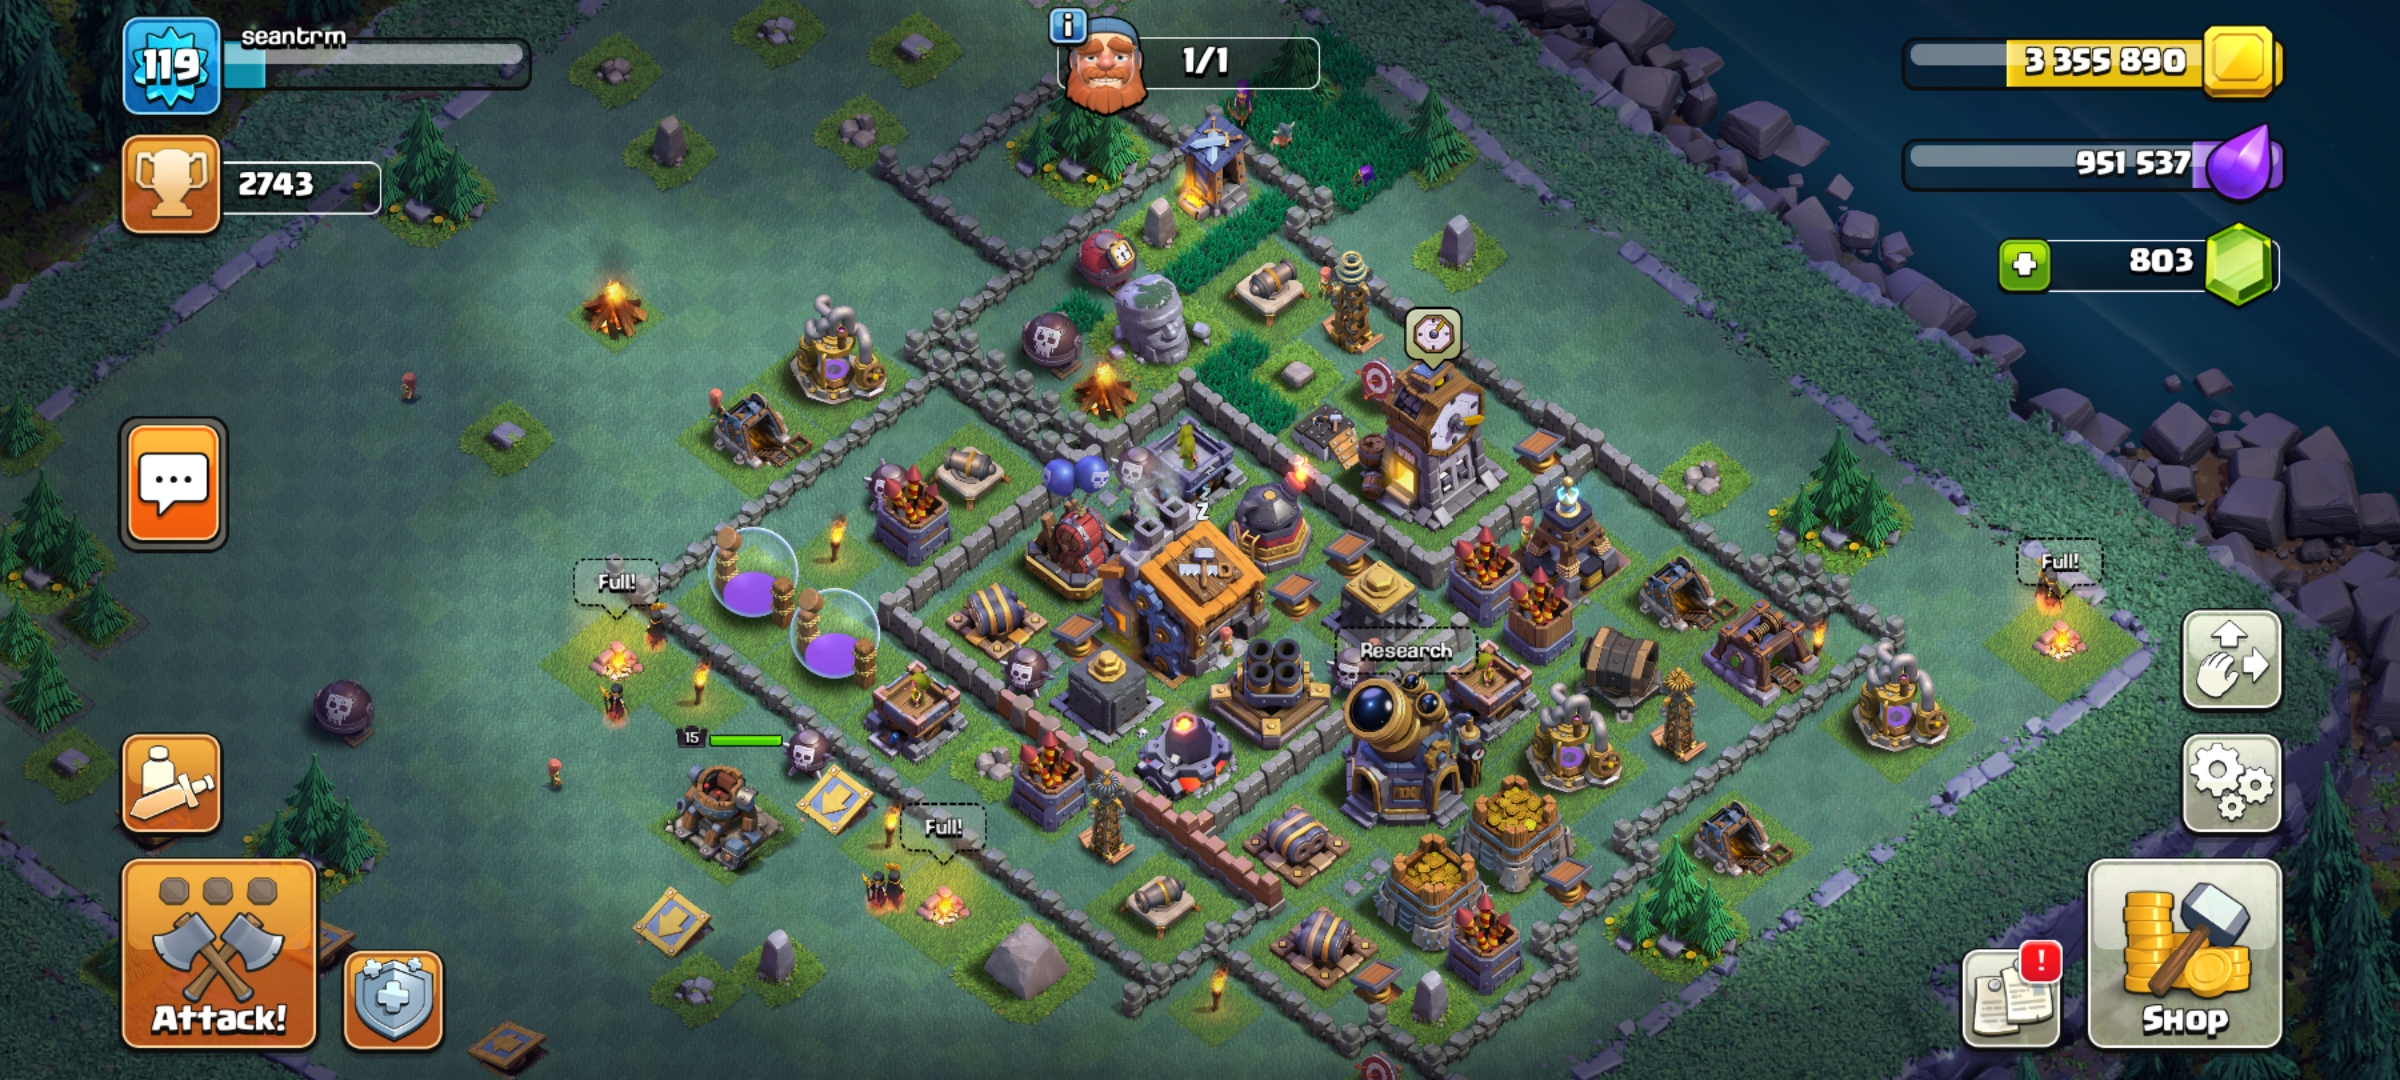 119
seantrm
i
1/1
3 355 890
2743
951 537
803
Full!
Full!
Research
15
Full!
Attack!
!
Shop